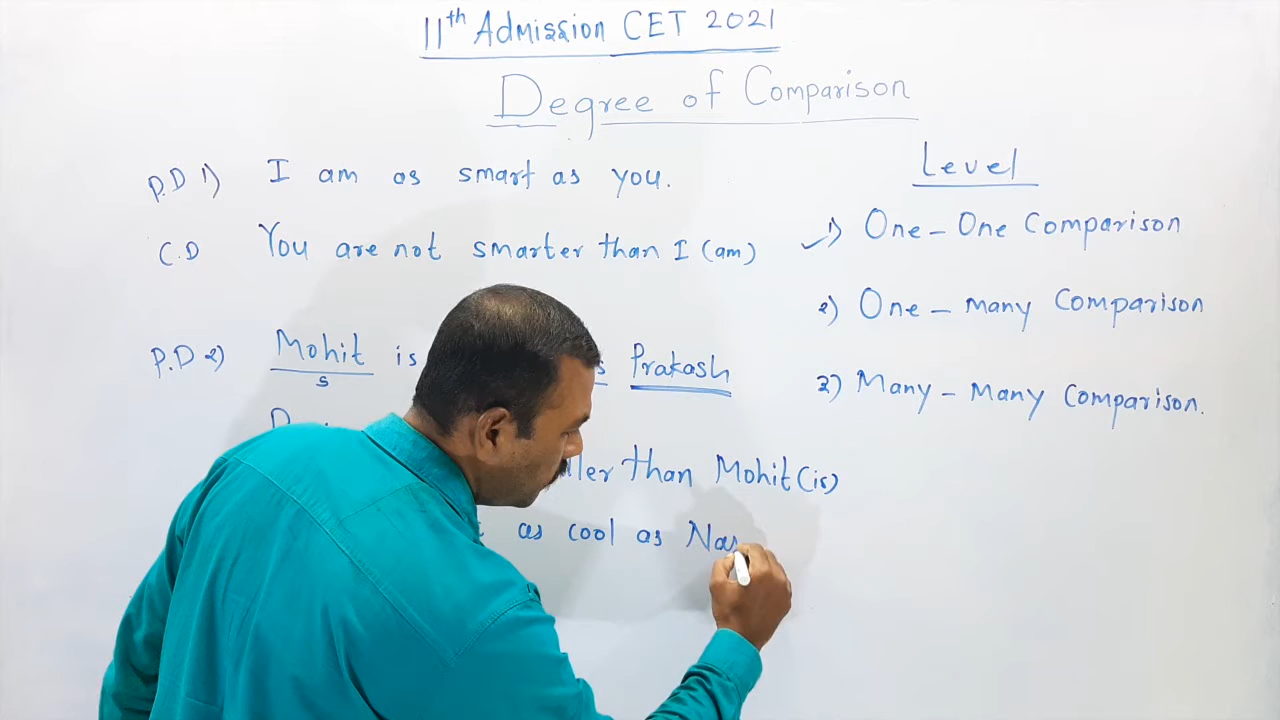 11th Admission CET 2021
Degree of Comparison
P.D 1) I am as smart as you.
C.D You are not smarter than I (am)
P.D 2) Mohit is Prakash
S
than Mohit (is)
as cool as
Level
1) One - One Comparison
2) One - Many Comparison
3) Many - Many Comparison.